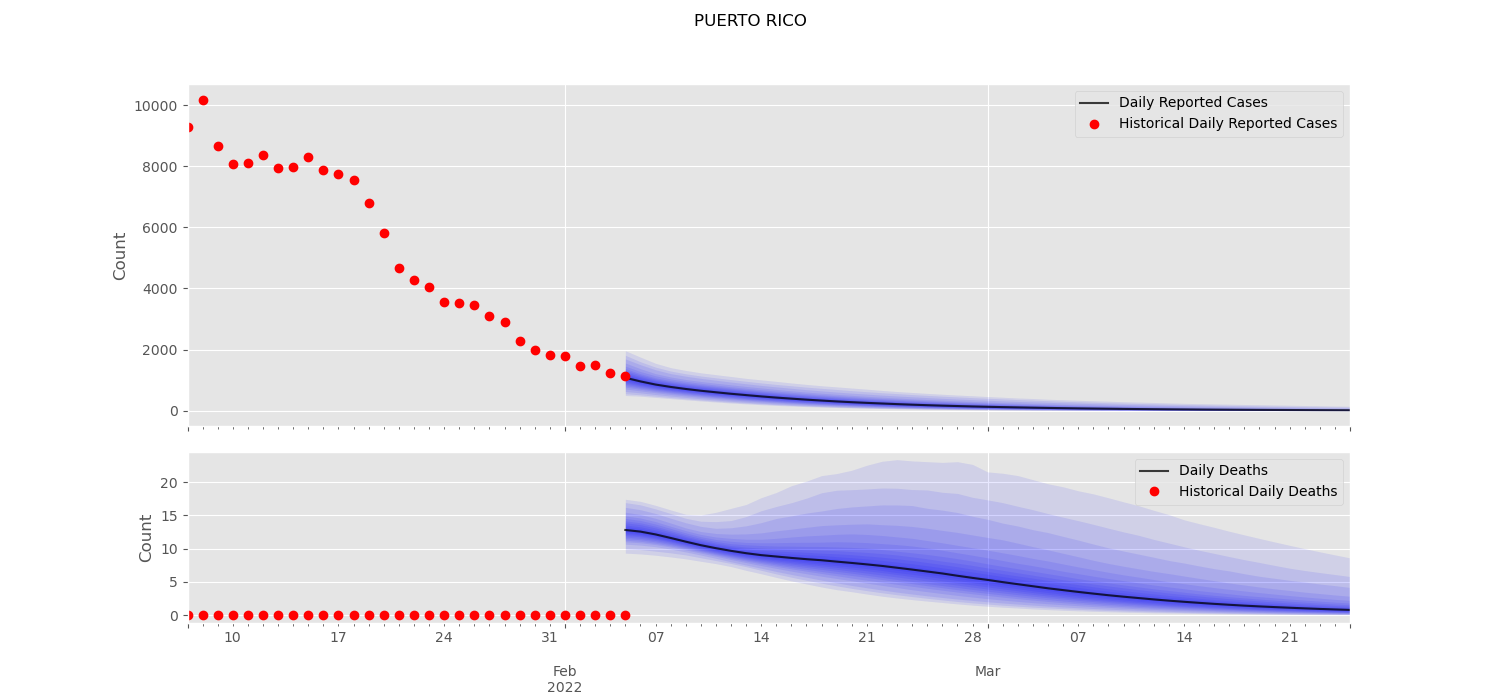 PUERTO RICO
10000
8000
6000
4000
2000
0
Count
Daily Reported Cases
Historical Daily Reported Cases
20
15
10
5
0
Count
Daily Deaths
Historical Daily Deaths
10 17 24 31 07 14 21 28 07 14 21
Feb Mar
2022